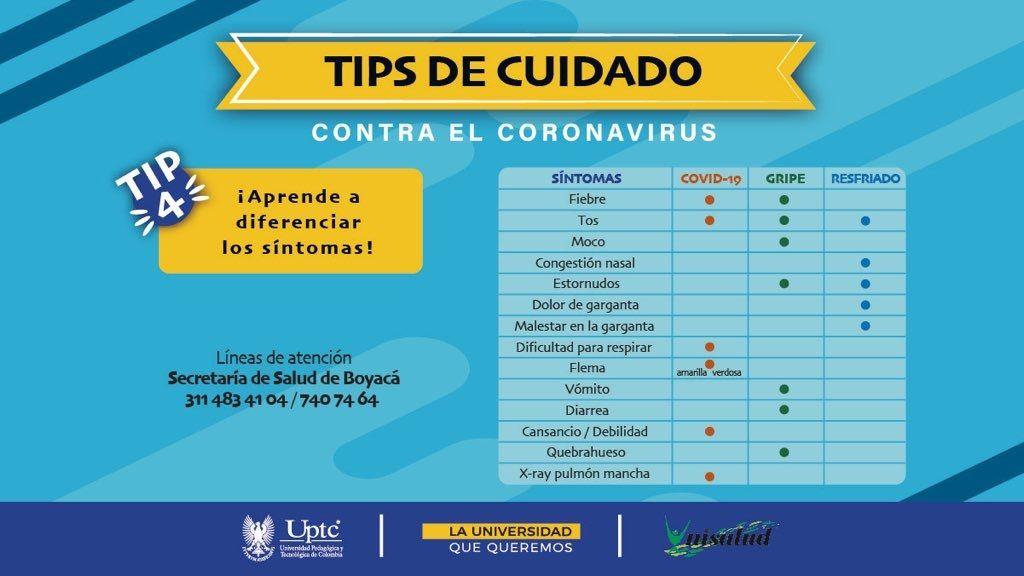 TIPS DE CUIDADO
CONTRA EL CORONAVIRUS
TIP
4
¡Aprende a
diferenciar
los síntomas!
Líneas de atención
Secretaría de Salud de Boyacá
311 483 41 04 / 740 74 64
SÍNTOMAS COVID-19 GRIPE RESFRIADO
Fiebre
Tos
Moco
Congestión nasal
Estornudos
Dolor de garganta
Malestar en la garganta
Dificultad para respirar
Flema
amarilla verdosa
Vómito
Diarrea
Cansancio / Debilidad
Quebrahueso
X-ray pulmón mancha
Uptc
Universidad Pedagógica y
Tecnológica de Colombia
LA UNIVERSIDAD
QUE QUEREMOS